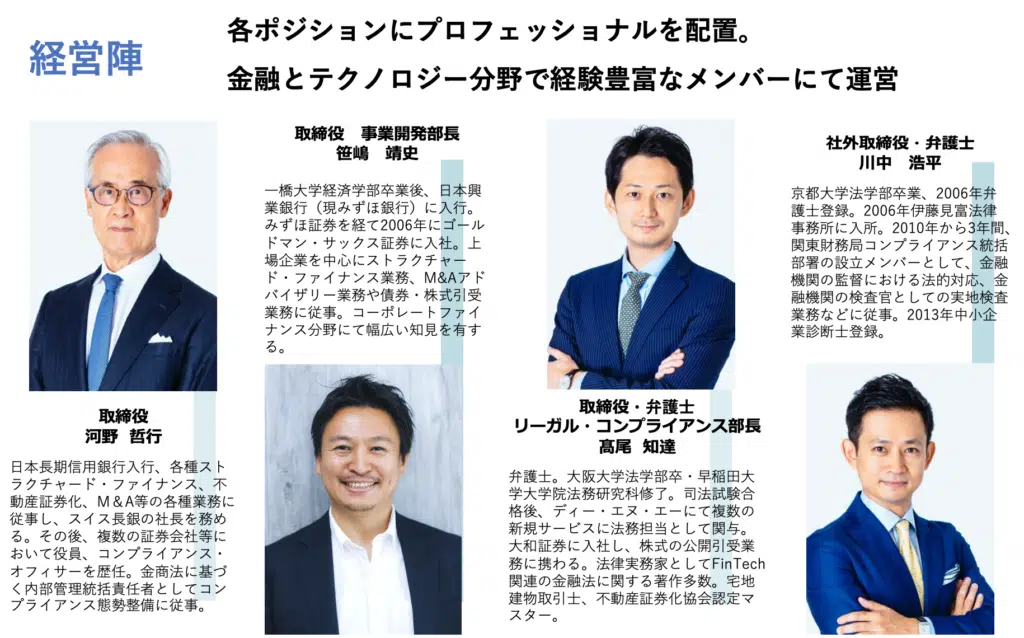 経営陣
各ポジションにプロフェッショナルを配置。
金融とテクノロジー分野で経験豊富なメンバーにて運営
取締役
河野 哲行
日本長期信用銀行入行、各種スト
ラクチャード・ファイナンス、不
動産証券化、M&A等の各種業務に
従事し、スイス長銀の社長を務め
る。その後、複数の証券会社等に
おいて役員、コンプライアンス・
オフィサーを歴任。金商法に基づ
く内部管理統括責任者としてコン
プライアンス態勢整備に従事。
取締役 事業開発部長
笹嶋 靖史
一橋大学経済学部卒業後、日本興
業銀行（現みずほ銀行）に入行。
みずほ証券を経て2006年にゴール
ドマン・サックス証券に入社。上
場企業を中心にストラクチャー
ド・ファイナンス業務、M&Aアド
バイザリー業務や債券・株式引受
業務に従事。コーポレートファイ
ナンス分野にて幅広い知見を有す
る。
取締役・弁護士
リーガル・コンプライアンス部長
髙尾 知達
弁護士。大阪大学法学部卒・早稲田大
学大学院法務研究科修了。司法試験合
格後、ディー・エヌ・エーにて複数の
新規サービスに法務担当として関与。
大和証券に入社し、株式の公開引受業
務に携わる。法律実務家としてFinTech
関連の金融法に関する著作多数。宅地
建物取引士、不動産証券化協会認定マ
スター。
社外取締役・弁護士
川中 浩平
京都大学法学部卒業、2006年弁
護士登録。2006年伊藤見富法律
事務所に入所。2010年から3年間、
関東財務局コンプライアンス統括
部署の設立メンバーとして、金融
機関の監督における法的対応、金
融機関の検査官としての実地検査
業務などに従事。2013年中小企
業診断士登録。